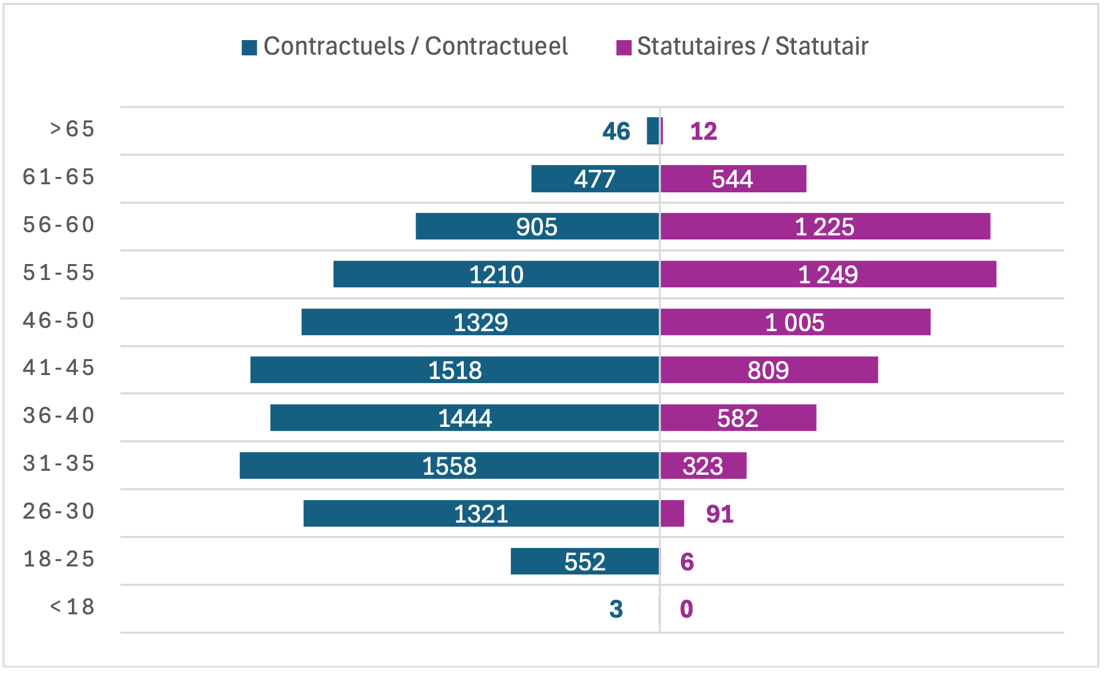 Contractuels / Contractueel Statutaires / Statutair
>65 46 12
61-65 477 544
56-60 905 1 225
51-55 1210 1 249
46-50 1329 1 005
41-45 1518 809
36-40 1444 582
31-35 1558 323
26-30 1321 91
18-25 552 6
<18 3 0